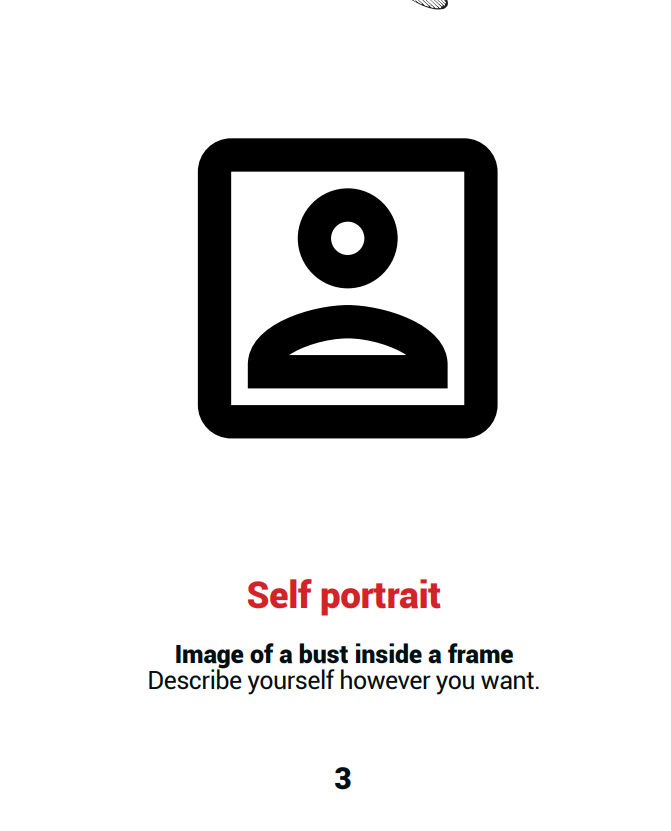 Self portrait
Image of a bust inside a frame
Describe yourself however you want.
3